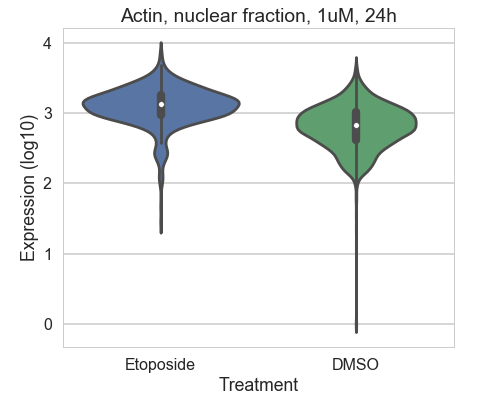 Actin, nuclear fraction, 1uM, 24h
4
3
2
1
0
Expression (log10)
Etoposide DMSO
Treatment